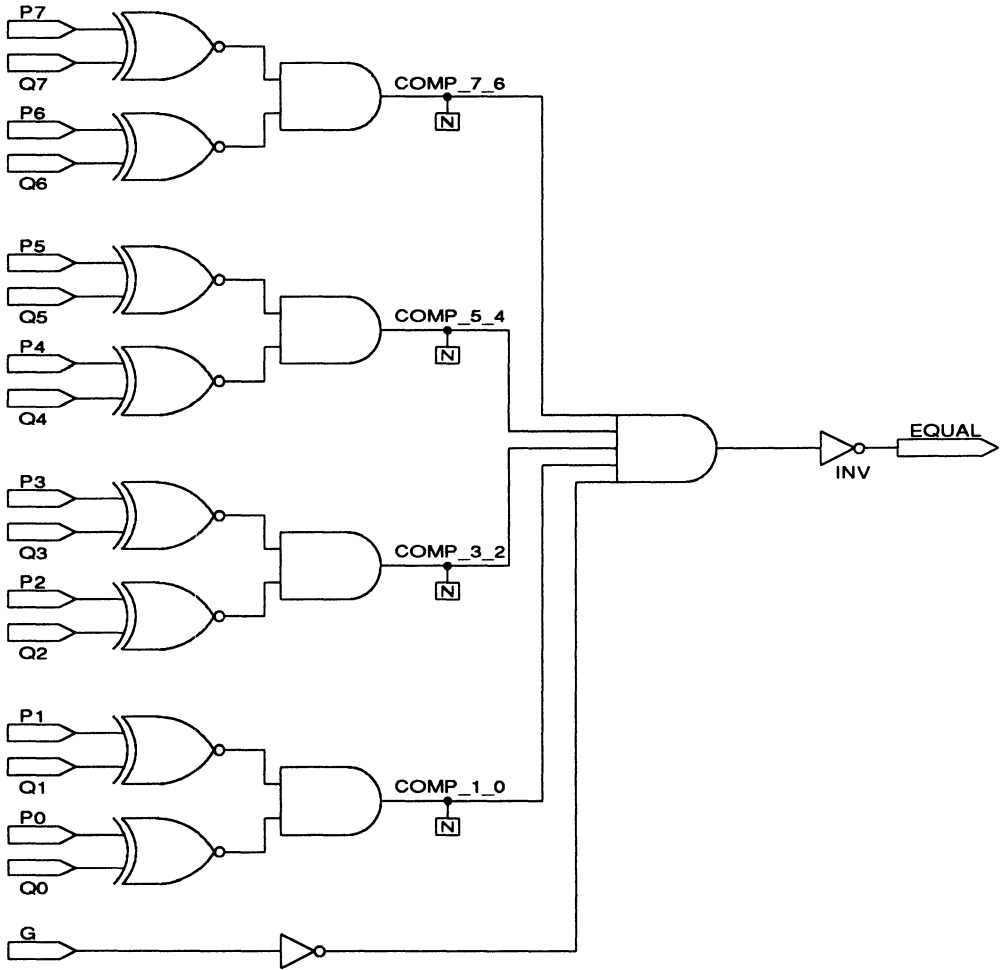 P7
Q7
COMP_7_6
N
P6
Q6
P5
Q5
COMP_5_4
N
P4
Q4
EQUAL
INV
P3
Q3
COMP_3_2
N
P2
Q2
P1
Q1
COMP_1_0
N
P0
Q0
G